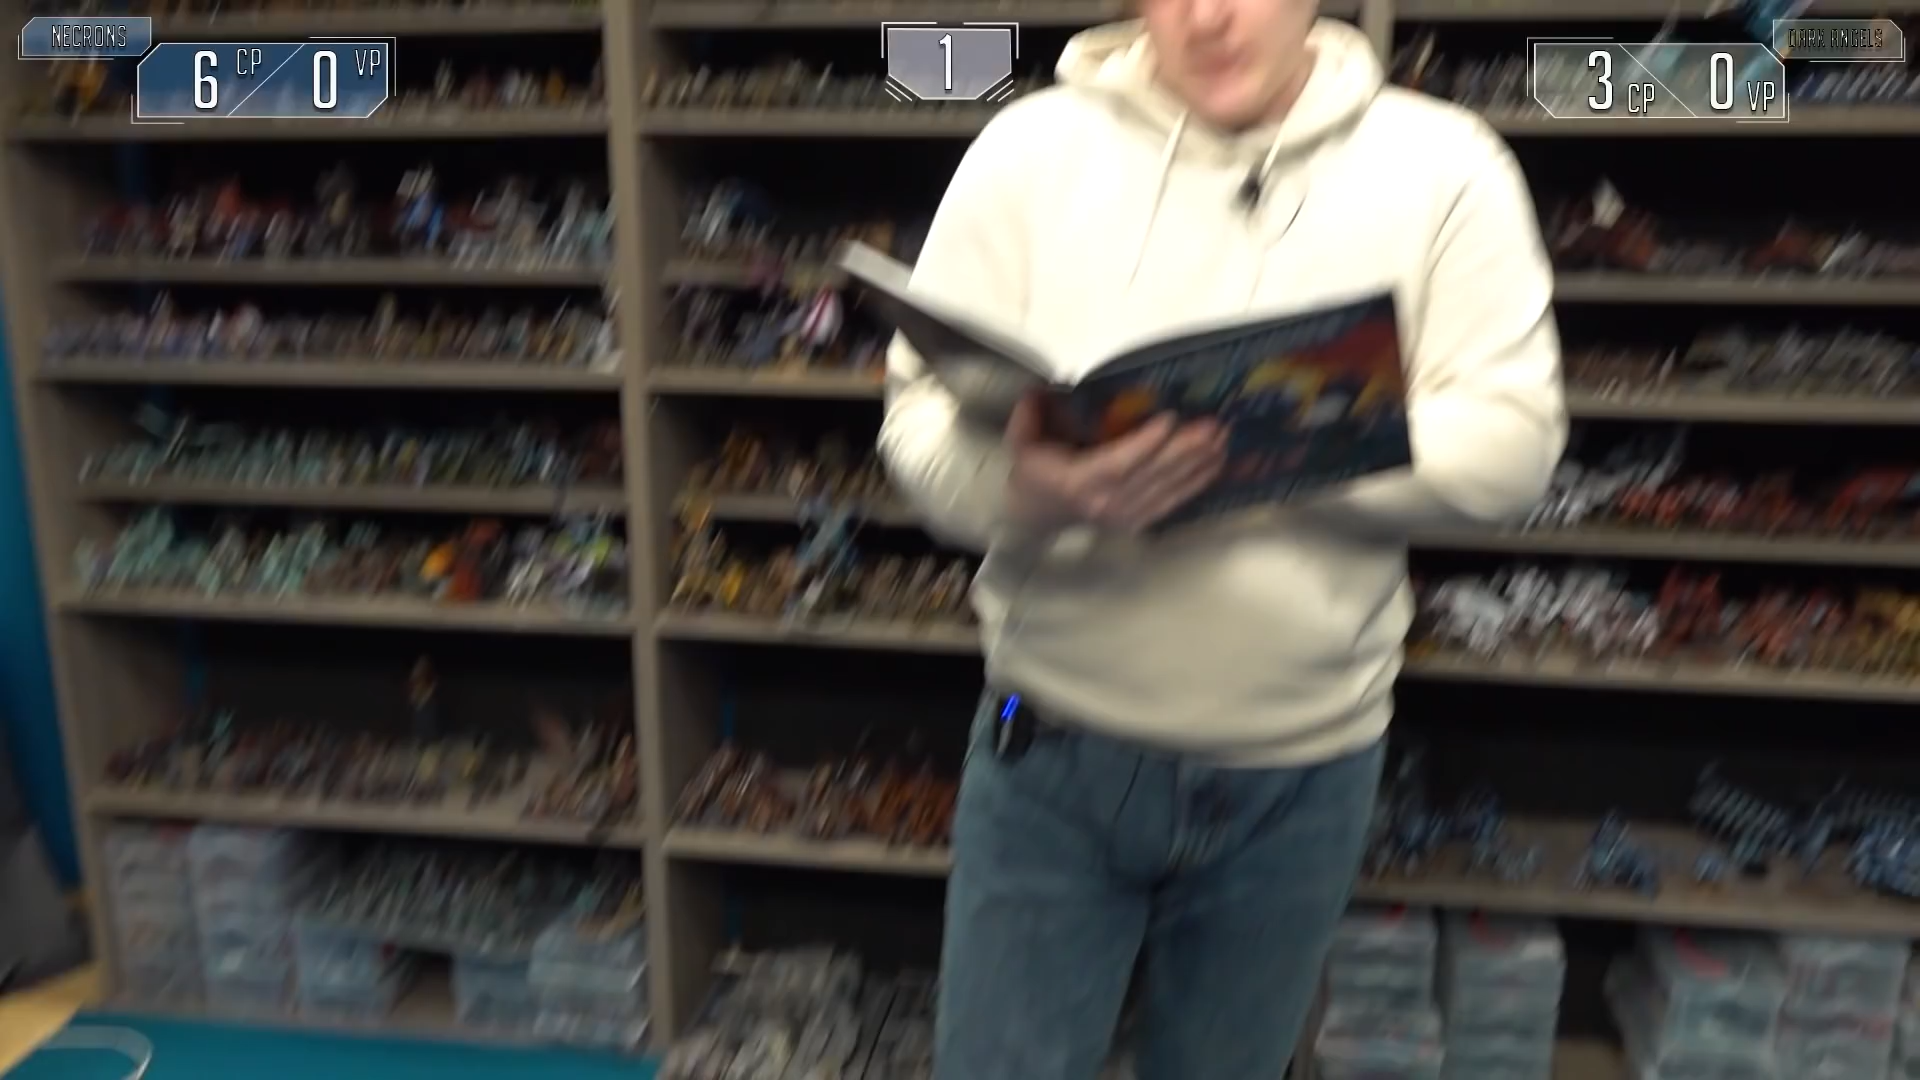 NECRONS
6 CP 0 VP
1
DARK ANGELS
3 CP 0 VP